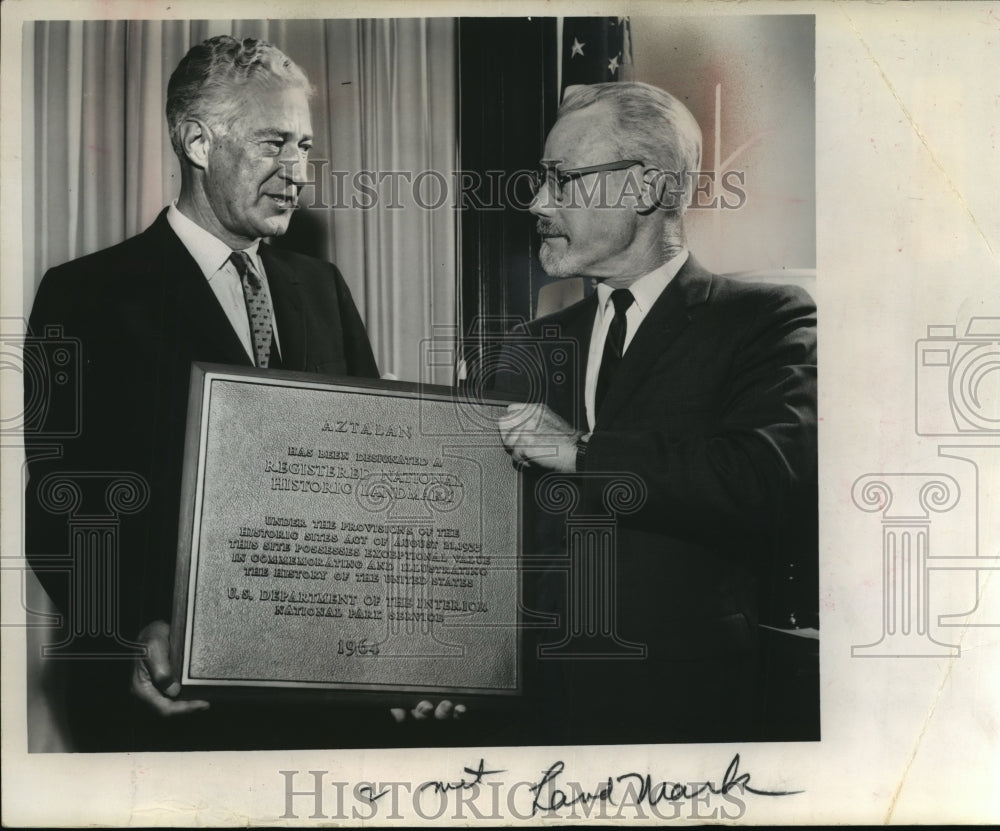 AZTALAN
HAS BEEN DESIGNATED A
REGISTERED NATIONAL
HISTORIC LANDMARK
UNDER THE PROVISIONS OF THE
HISTORIC SITES ACT OF AUGUST 21, 1935
THIS SITE POSSESSES EXCEPTIONAL VALUE
IN COMMEMORATING AND ILLUSTRATING
THE HISTORY OF THE UNITED STATES
U.S. DEPARTMENT OF THE INTERIOR
NATIONAL PARK SERVICE
1964
HISTORIC IMAGES
HISTORIC IMAGES
Land Mark